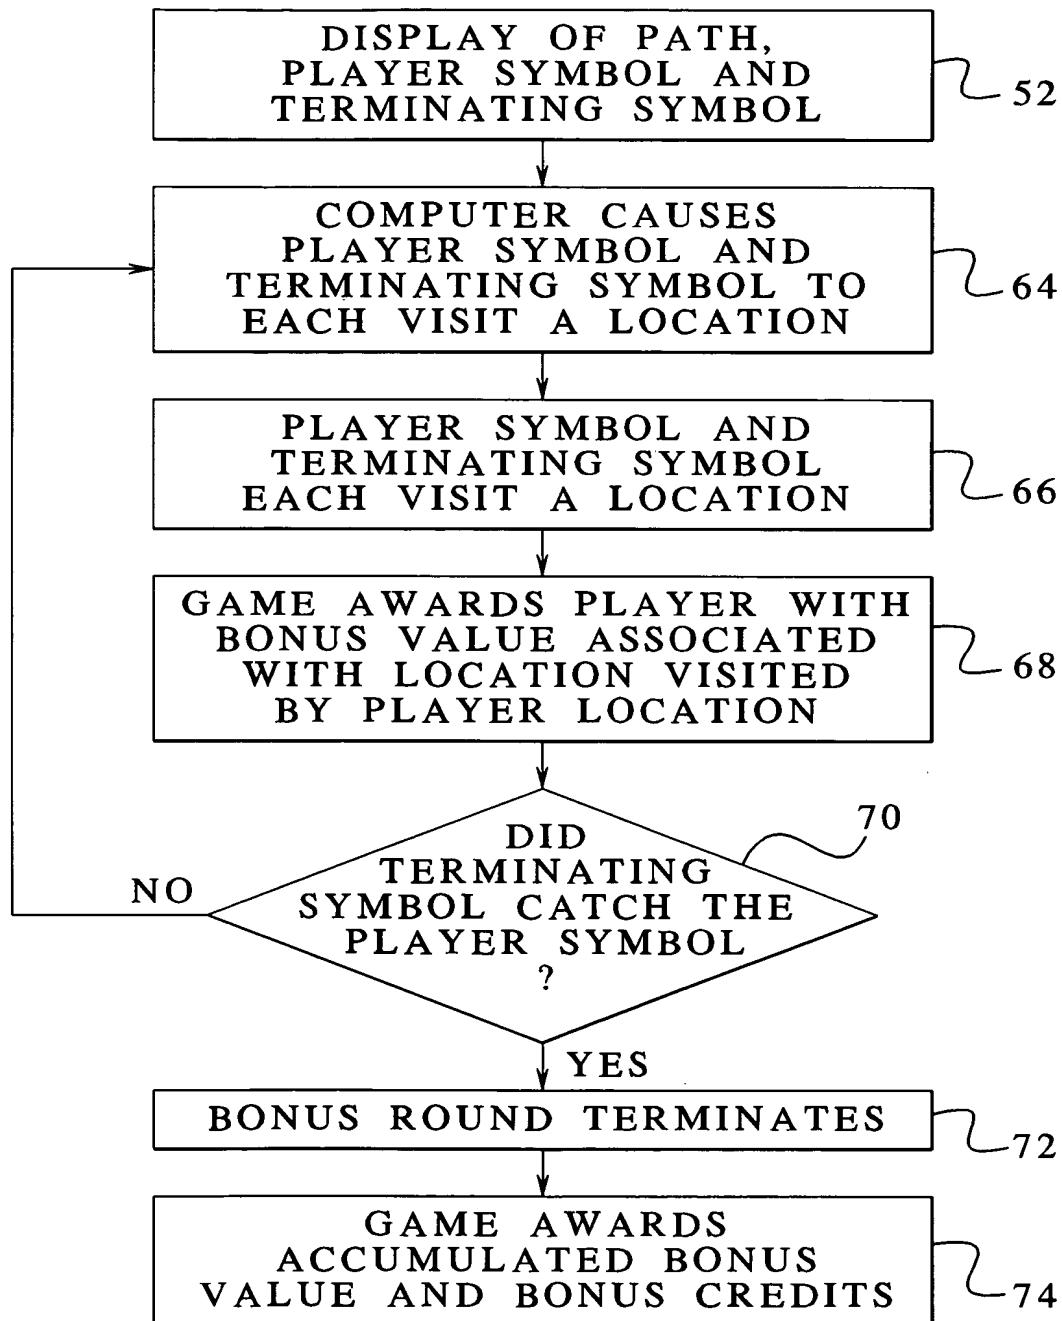 DISPLAY OF PATH,
PLAYER SYMBOL AND
TERMINATING SYMBOL
52
COMPUTER CAUSES
PLAYER SYMBOL AND
TERMINATING SYMBOL TO
EACH VISIT A LOCATION
64
PLAYER SYMBOL AND
TERMINATING SYMBOL
EACH VISIT A LOCATION
66
GAME AWARDS PLAYER WITH
BONUS VALUE ASSOCIATED
WITH LOCATION VISITED
BY PLAYER LOCATION
68
DID
TERMINATING
SYMBOL CATCH THE
PLAYER SYMBOL
?
70
NO
YES
BONUS ROUND TERMINATES
72
GAME AWARDS
ACCUMULATED BONUS
VALUE AND BONUS CREDITS
74